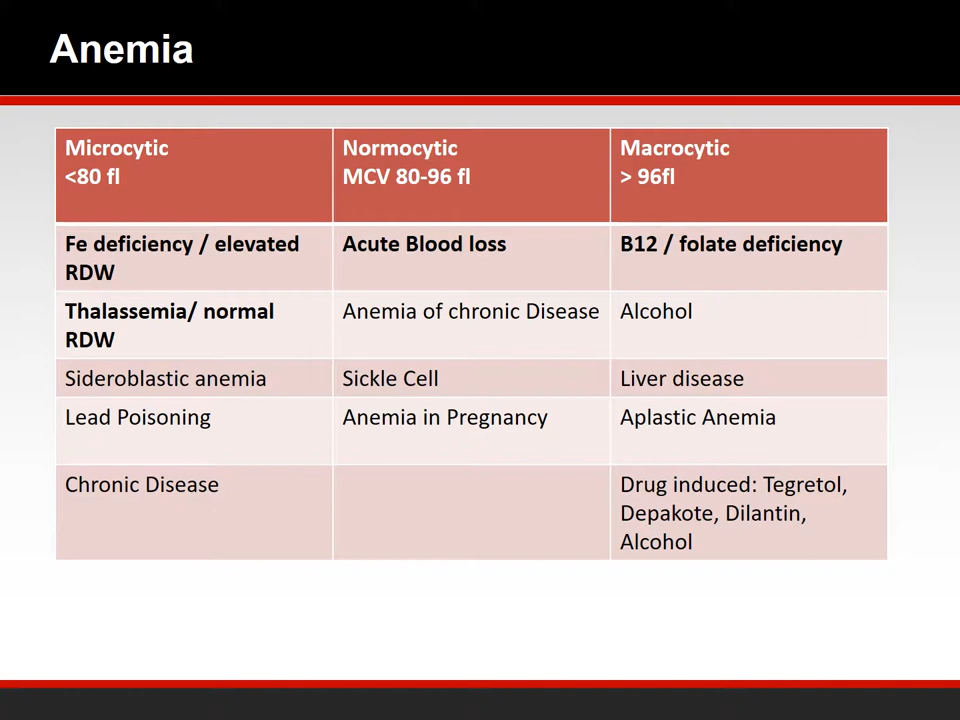 Anemia
Microcytic
<80 fl
Normocytic
MCV 80-96 fl
Macrocytic
> 96fl
Fe deficiency / elevated
RDW
Acute Blood loss
B12 / folate deficiency
Thalassemia/ normal
RDW
Anemia of chronic Disease
Alcohol
Sideroblastic anemia
Sickle Cell
Liver disease
Lead Poisoning
Anemia in Pregnancy
Aplastic Anemia
Chronic Disease
Drug induced: Tegretol,
Depakote, Dilantin,
Alcohol